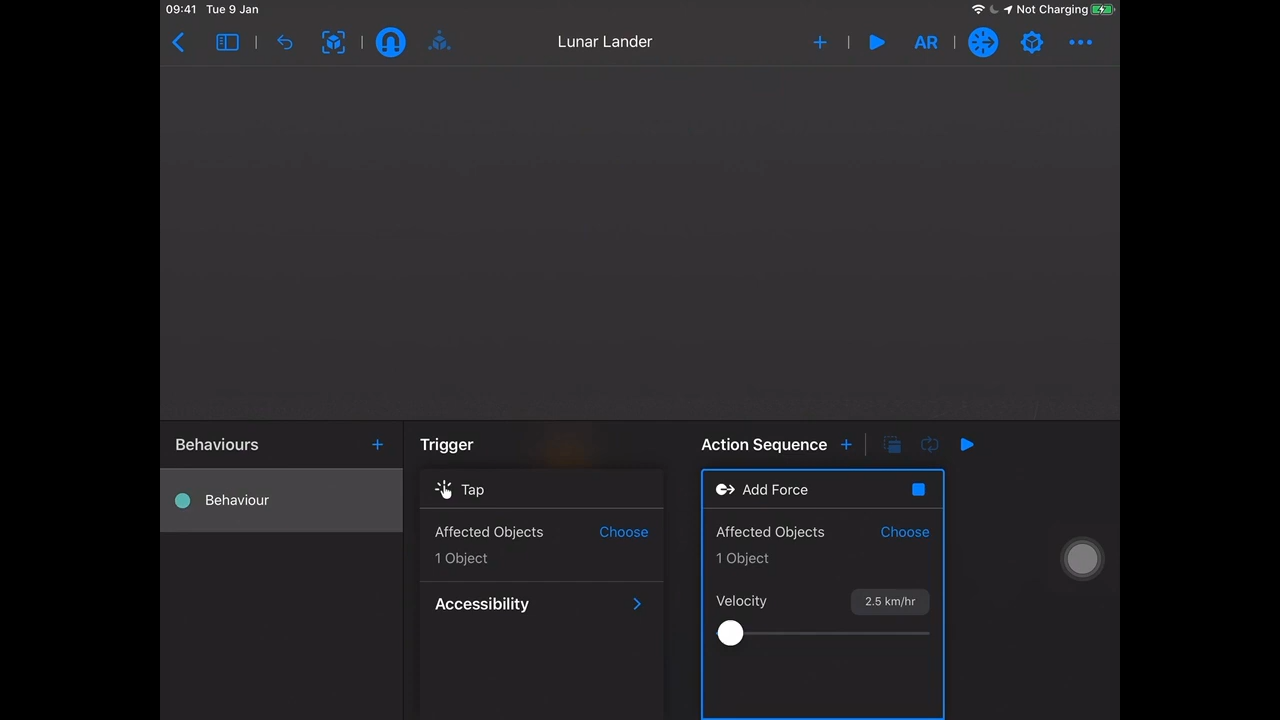 09:41 Tue 9 Jan
Not Charging
Lunar Lander
AR
Behaviours
Behaviour
Trigger
Tap
Affected Objects Choose
1 Object
Accessibility
Action Sequence
Add Force
Affected Objects Choose
1 Object
Velocity 2.5 km/hr